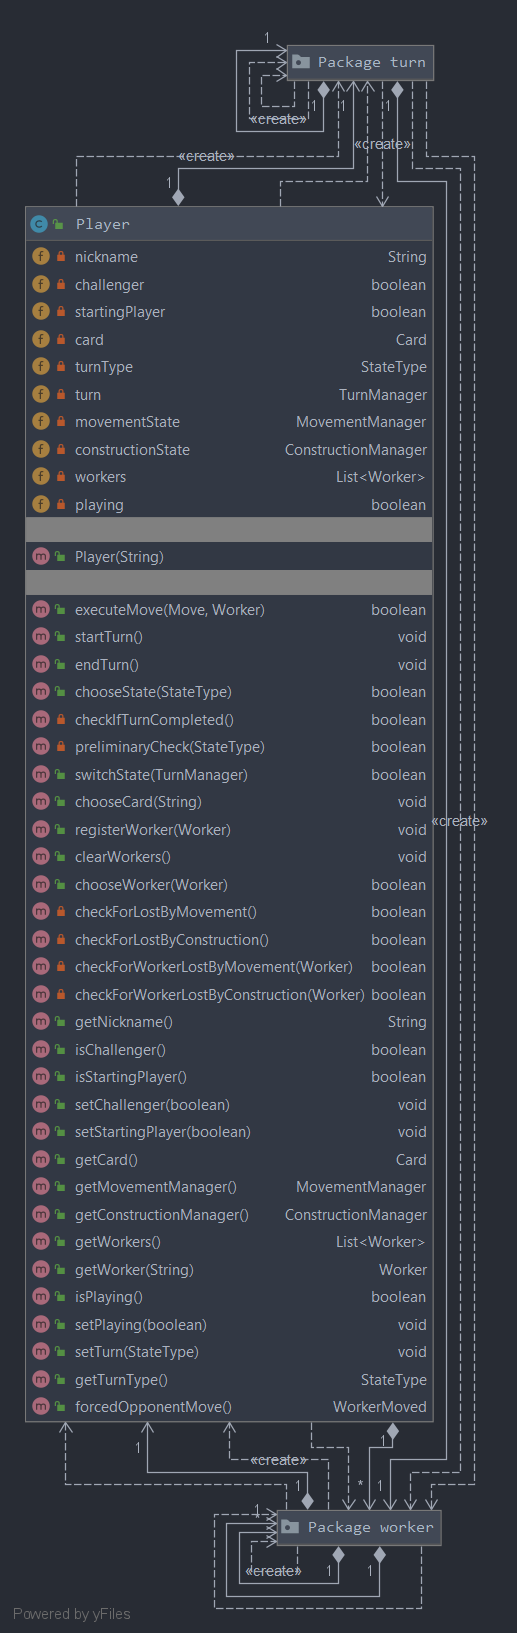 1
Package turn
1
«create»
1
1
«create»
«create»
1
Player
nickname String
challenger boolean
startingPlayer boolean
card Card
turnType StateType
turn TurnManager
movementState MovementManager
constructionState ConstructionManager
workers List<Worker>
playing boolean
Player(String)
executeMove(Move, Worker) boolean
startTurn() void
endTurn() void
chooseState(StateType) boolean
checkIfTurnCompleted() boolean
preliminaryCheck(StateType) boolean
switchState(TurnManager) boolean
chooseCard(String) void
«create»
registerWorker(Worker) void
clearWorkers() void
chooseWorker(Worker) boolean
checkForLostByMovement() boolean
checkForLostByConstruction() boolean
checkForWorkerLostByMovement(Worker) boolean
checkForWorkerLostByConstruction(Worker) boolean
getNickname() String
isChallenger() boolean
isStartingPlayer() boolean
setChallenger(boolean) void
setStartingPlayer(boolean) void
getCard() Card
getMovementManager() MovementManager
getConstructionManager() ConstructionManager
getWorkers() List<Worker>
getWorker(String) Worker
isPlaying() boolean
setPlaying(boolean) void
setTurn(StateType) void
getTurnType() StateType
forcedOpponentMove() WorkerMoved
1
1
«create»
1
*
1
Package worker
«create»
1
1
Powered by yFiles